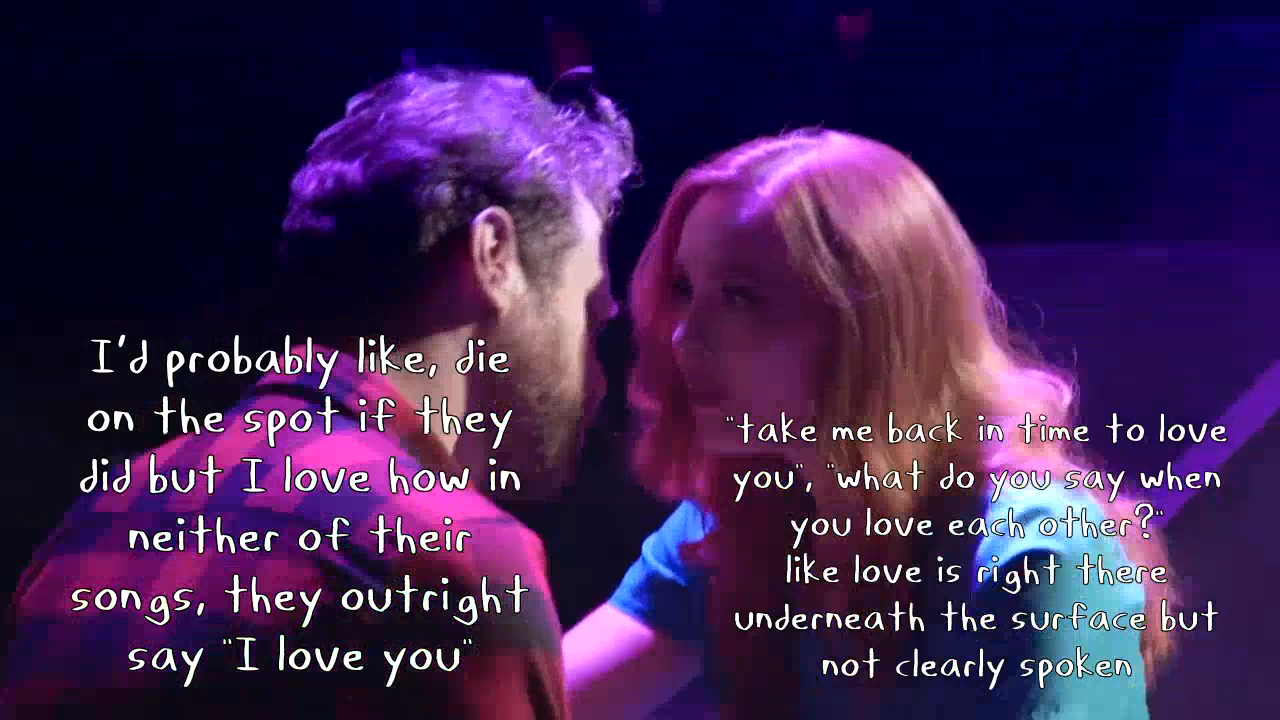 I'd probably like, die
on the spot if they
did but I love how in
neither of their
songs, they outright
say "I love you"
"take me back in time to love
you", "what do you say when
you love each other?"
like love is right there
underneath the surface but
not clearly spoken